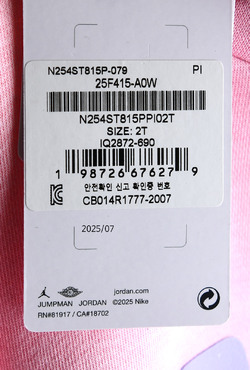 N254ST815P-079 PI
25F415-A0W
N254ST815PPI02T
SIZE: 2T
IQ2872-690
1 98726 67627 9
안전확인 신고 확인증 번호
CB014R1777-2007
2025/07
jordan.com
JUMPMAN JORDAN ©2025 Nike
RN#81917 / CA#18702